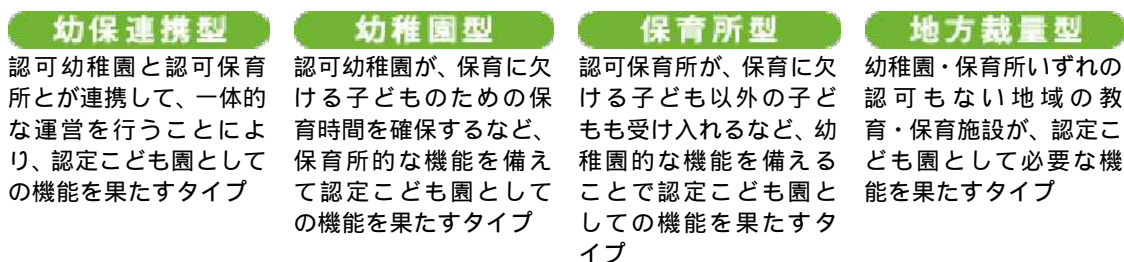 幼保連携型
認可幼稚園と認可保育
所とが連携して、一体的
な運営を行うことによ
り、認定こども園として
の機能を果たすタイプ
幼稚園型
認可幼稚園が、保育に欠
ける子どものための保
育時間を確保するなど、
保育所的な機能を備え
て認定こども園として
の機能を果たすタイプ
保育所型
認可保育所が、保育に欠
ける子ども以外の子ど
もも受け入れるなど、幼
稚園的な機能を備える
ことで認定こども園と
しての機能を果たすタ
イプ
地方裁量型
幼稚園・保育所いずれの
認可もない地域の教
育・保育施設が、認定こ
ども園として必要な機
能を果たすタイプ